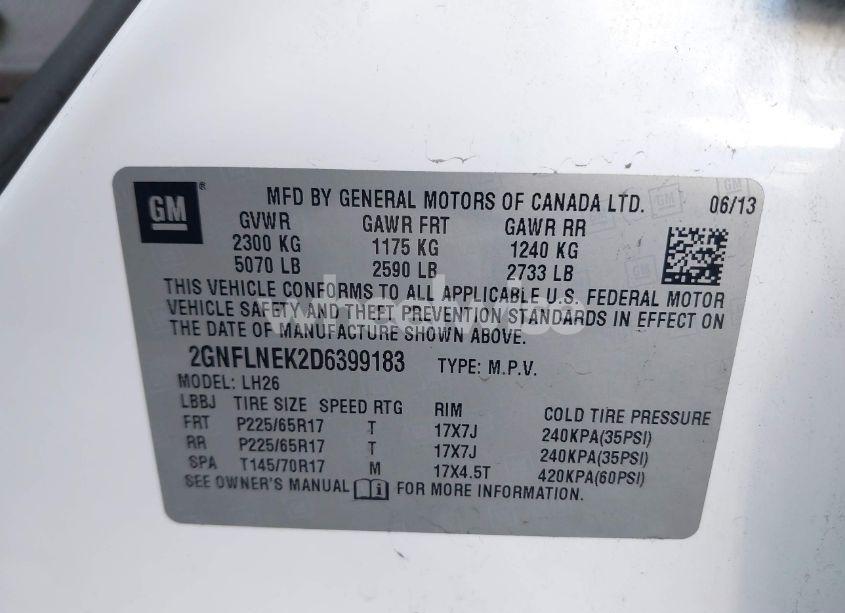 GM ® MFD BY GENERAL MOTORS OF CANADA LTD. 06/13
GVWR GAWR FRT GAWR RR
2300 KG 1175 KG 1240 KG
5070 LB 2590 LB 2733 LB
THIS VEHICLE CONFORMS TO ALL APPLICABLE U.S. FEDERAL MOTOR
VEHICLE SAFETY AND THEFT PREVENTION STANDARDS IN EFFECT ON
THE DATE OF MANUFACTURE SHOWN ABOVE.
2GNFLNEK2D6399183 TYPE: M.P.V.
MODEL: LH26
LBBJ TIRE SIZE SPEED RTG RIM COLD TIRE PRESSURE
FRT P225/65R17 T 17X7J 240KPA(35PSI)
RR P225/65R17 T 17X7J 240KPA(35PSI)
SPA T145/70R17 M 17X4.5T 420KPA(60PSI)
SEE OWNER'S MANUAL FOR MORE INFORMATION.